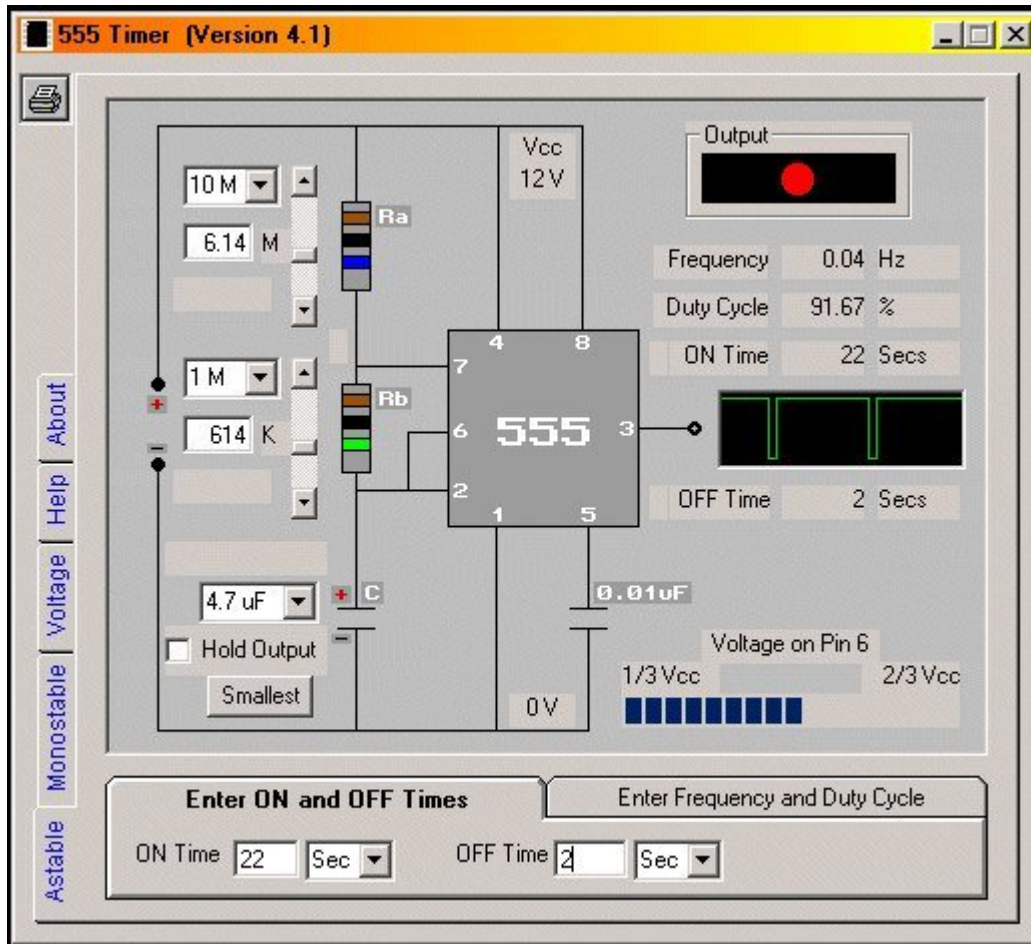 555 Timer (Version 4.1)
Vcc
12 V
Output
10 M
Ra
6.14 M
Frequency 0.04 Hz
Duty Cycle 91.67 %
4 8
ON Time 22 Secs
7
1 M
Rb
+
614 K
6 555 3
-
2
OFF Time 2 Secs
1 5
4.7 uF
+ C
0.01uF
Hold Output
-
Voltage on Pin 6
Smallest
1/3 Vcc 2/3 Vcc
0 V
About
Help
Voltage
Monostable
Astable
Enter ON and OFF Times
Enter Frequency and Duty Cycle
ON Time 22 Sec OFF Time 2 Sec